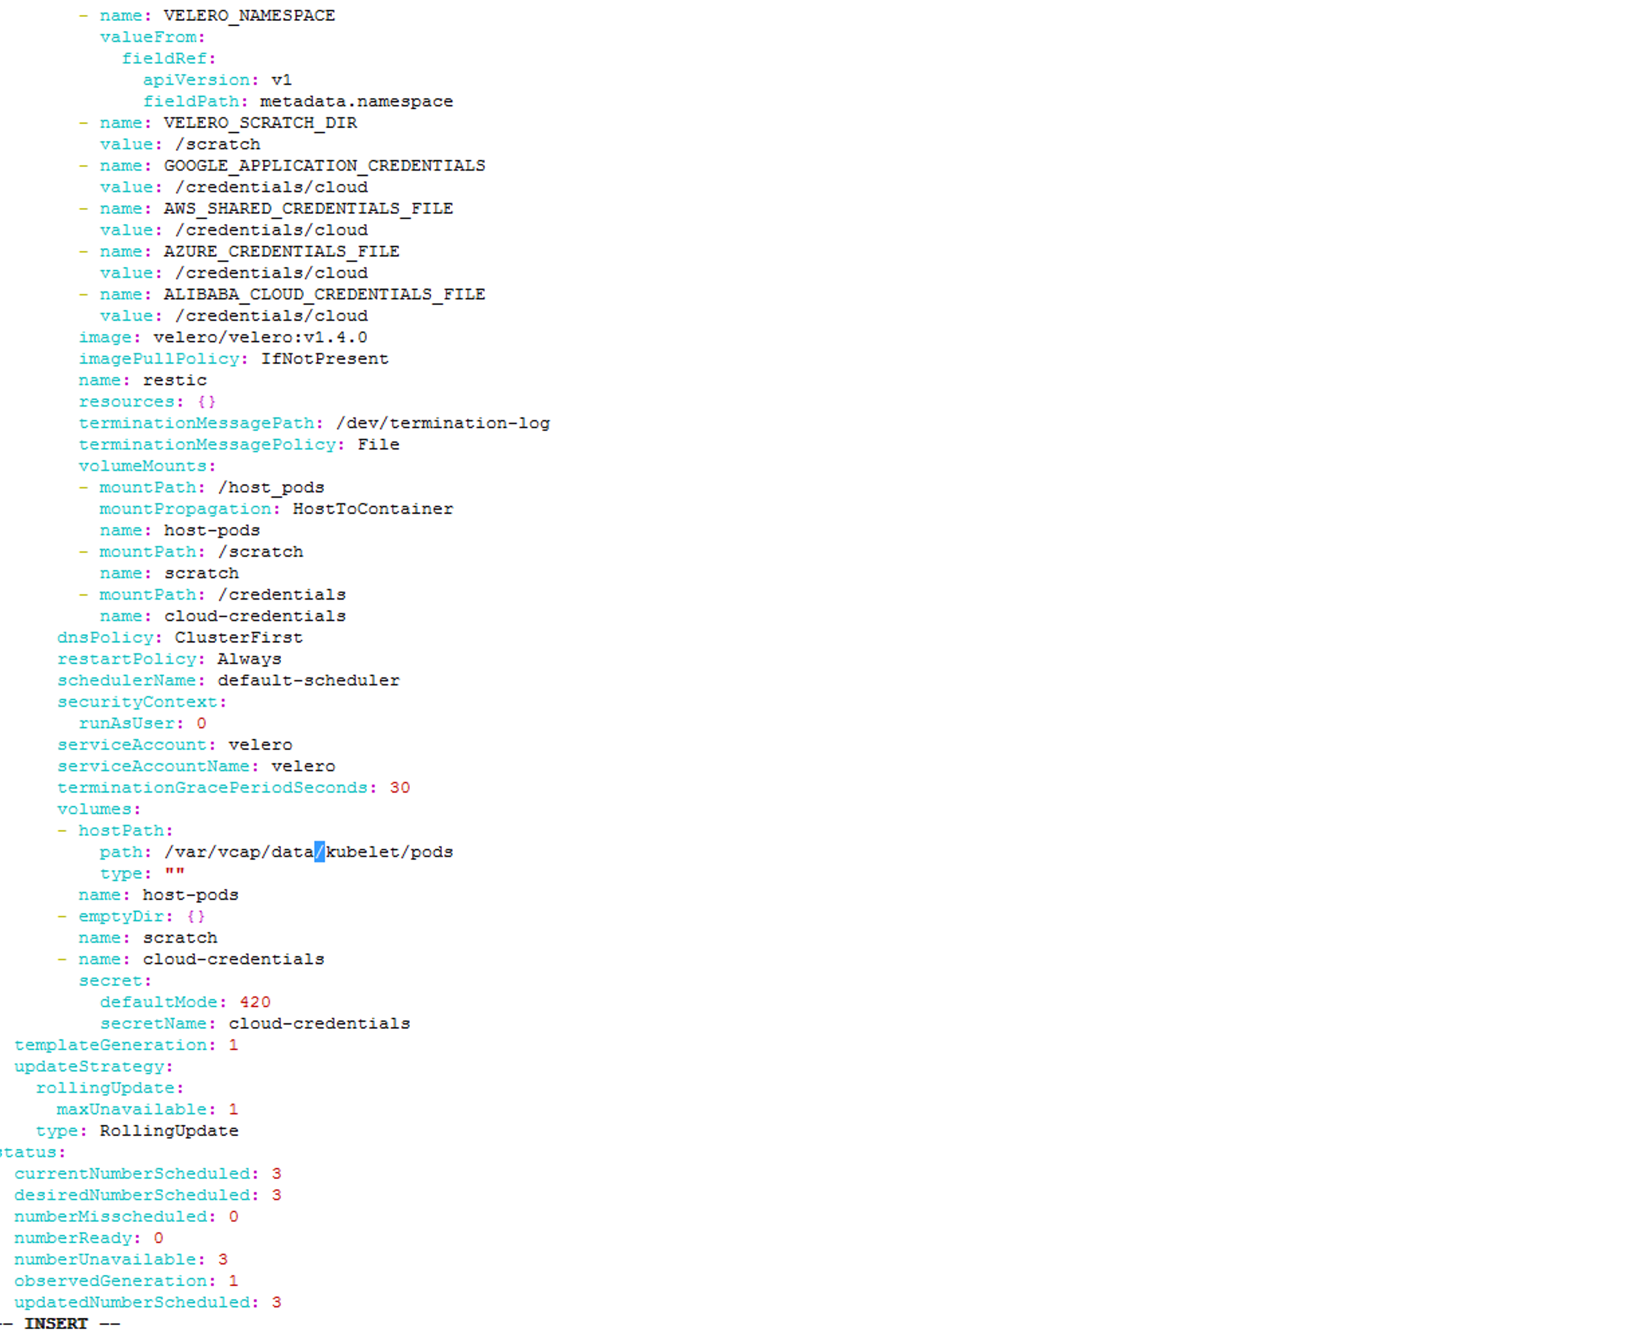 - name: VELERO_NAMESPACE
valueFrom:
fieldRef:
apiVersion: v1
fieldPath: metadata.namespace
- name: VELERO_SCRATCH_DIR
value: /scratch
- name: GOOGLE_APPLICATION_CREDENTIALS
value: /credentials/cloud
- name: AWS_SHARED_CREDENTIALS_FILE
value: /credentials/cloud
- name: AZURE_CREDENTIALS_FILE
value: /credentials/cloud
- name: ALIBABA_CLOUD_CREDENTIALS_FILE
value: /credentials/cloud
image: velero/velero:v1.4.0
imagePullPolicy: IfNotPresent
name: restic
resources: {}
terminationMessagePath: /dev/termination-log
terminationMessagePolicy: File
volumeMounts:
- mountPath: /host_pods
mountPropagation: HostToContainer
name: host-pods
- mountPath: /scratch
name: scratch
- mountPath: /credentials
name: cloud-credentials
dnsPolicy: ClusterFirst
restartPolicy: Always
schedulerName: default-scheduler
securityContext:
runAsUser: 0
serviceAccount: velero
serviceAccountName: velero
terminationGracePeriodSeconds: 30
volumes:
- hostPath:
path: /var/vcap/data/kubelet/pods
type: ""
name: host-pods
- emptyDir: {}
name: scratch
- name: cloud-credentials
secret:
defaultMode: 420
secretName: cloud-credentials
templateGeneration: 1
updateStrategy:
rollingUpdate:
maxUnavailable: 1
type: RollingUpdate
status:
currentNumberScheduled: 3
desiredNumberScheduled: 3
numberMisscheduled: 0
numberReady: 0
numberUnavailable: 3
observedGeneration: 1
updatedNumberScheduled: 3
-- INSERT --